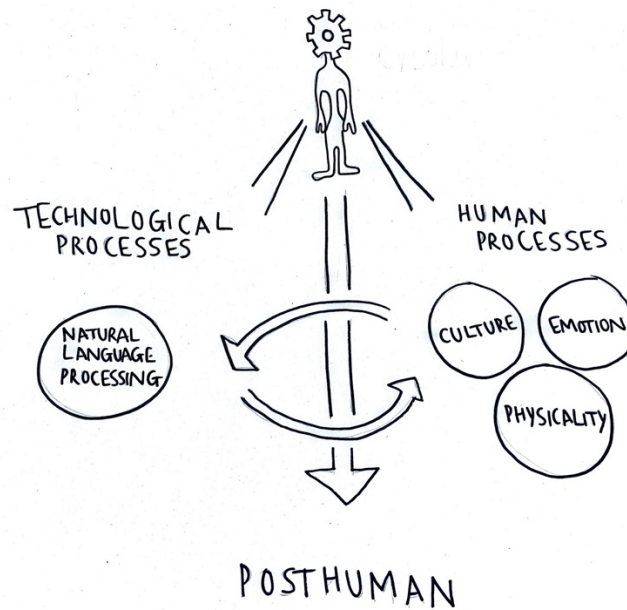 TECHNOLOGICAL
PROCESSES
HUMAN
PROCESSES
NATURAL
LANGUAGE
PROCESSING
CULTURE
EMOTION
PHYSICALITY
POSTHUMAN